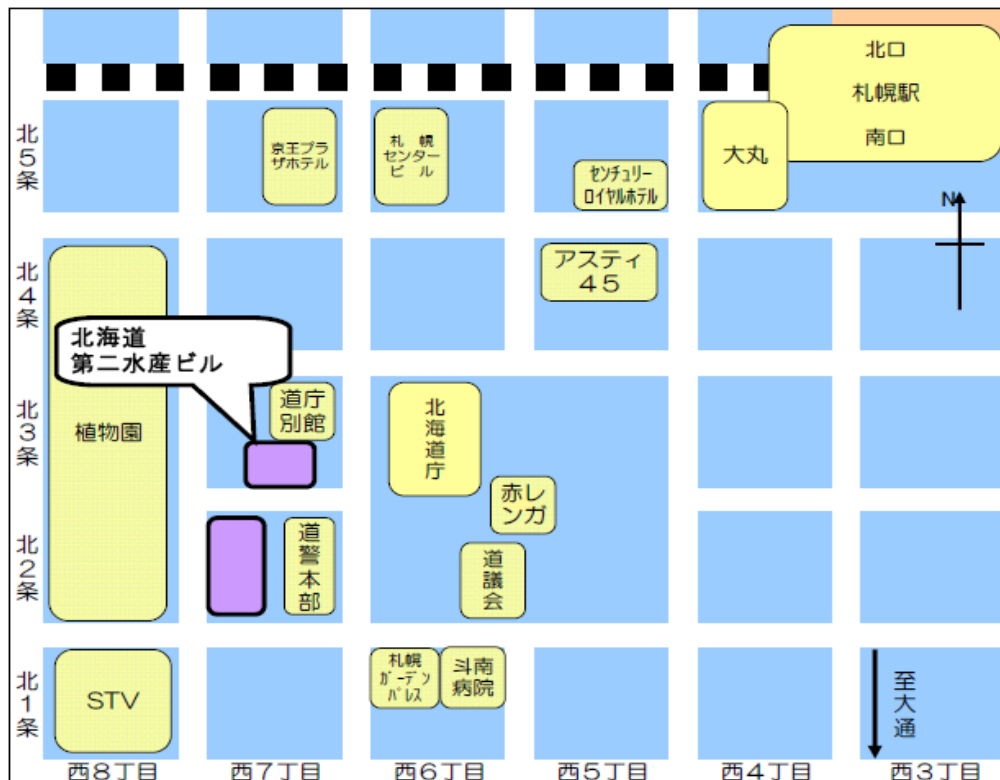 北口
札幌駅
南口
大丸
京王プラ
ザホテル
札幌
センター
ビル
センチュリー
ロイヤルホテル
N
北5条
アスティ
45
北4条
北海道
第二水産ビル
道庁
別館
北海道庁
植物園
北3条
赤レ
ンガ
道警本部
道議会
北2条
STV
札幌
ガーデン
パレス
斗南
病院
至大通
北1条
西8丁目
西7丁目
西6丁目
西5丁目
西4丁目
西3丁目